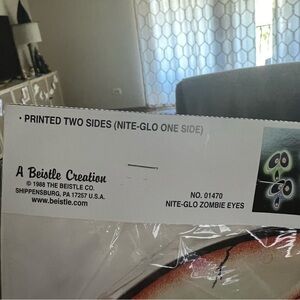 · PRINTED TWO SIDES (NITE-GLO ONE SIDE)
A Beistle Creation
© 1988 THE BEISTLE CO.
SHIPPENSBURG, PA 17257 U.S.A.
www.beistle.com
NO. 01470
NITE-GLO ZOMBIE EYES